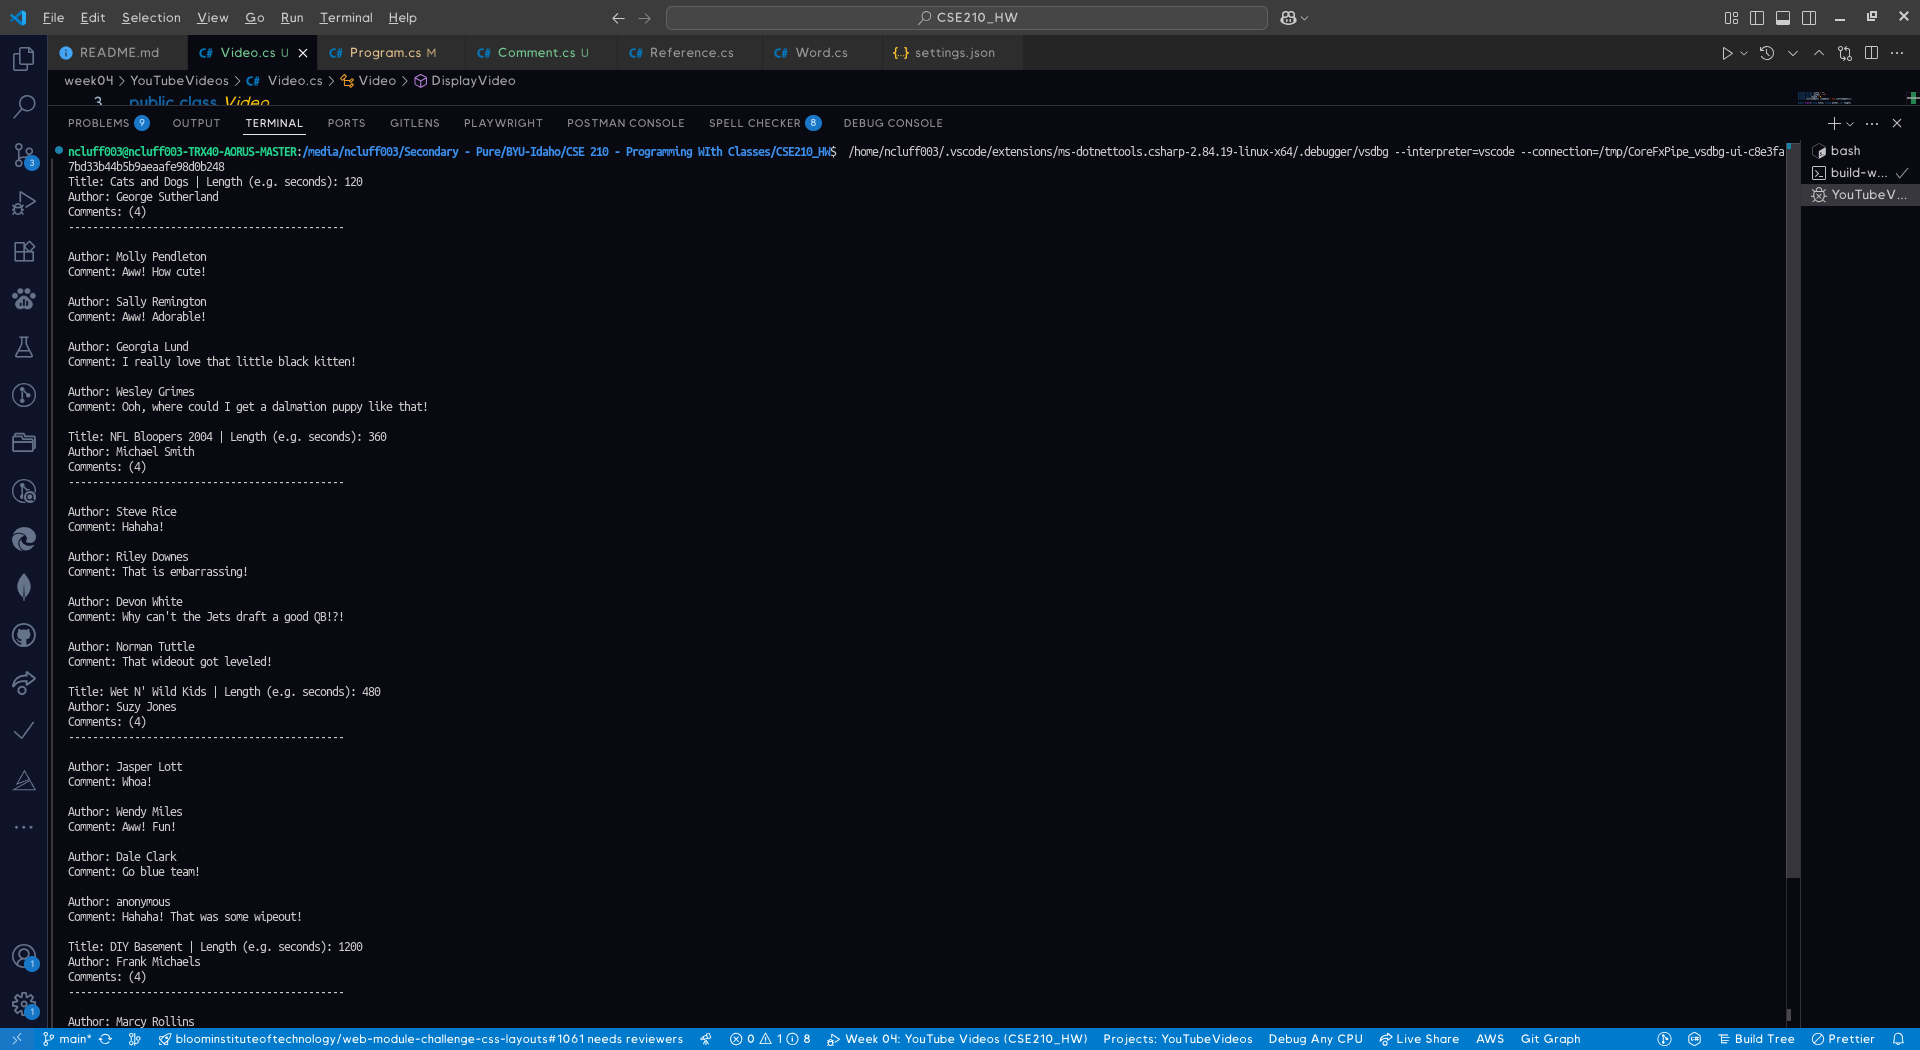 File Edit Selection View Go Run Terminal Help
CSE210_HW
README.md
Video.cs U
Program.cs M
Comment.cs U
Reference.cs
Word.cs
settings.json
week04 > YouTubeVideos > Video.cs > Video > DisplayVideo
3 public class Video
PROBLEMS 9 OUTPUT TERMINAL PORTS GITLENS PLAYWRIGHT POSTMAN CONSOLE SPELL CHECKER 8 DEBUG CONSOLE
ncluff003@ncluff003-TRX40-AORUS-MASTER:/media/ncluff003/Secondary - Pure/BYU-Idaho/CSE 210 - Programming WIth Classes/CSE210_HW$ /home/ncluff003/.vscode/extensions/ms-dotnettools.csharp-2.84.19-linux-x64/.debugger/vsdbg --interpreter=vscode --connection=/tmp/CoreFxPipe_vsdbg-ui-c8e3fa
7bd33b44b5b9aeaafe98d0b248
Title: Cats and Dogs | Length (e.g. seconds): 120
Author: George Sutherland
Comments: (4)
----------------------------------------------
Author: Molly Pendleton
Comment: Aww! How cute!
Author: Sally Remington
Comment: Aww! Adorable!
Author: Georgia Lund
Comment: I really love that little black kitten!
Author: Wesley Grimes
Comment: Ooh, where could I get a dalmation puppy like that!
Title: NFL Bloopers 2004 | Length (e.g. seconds): 360
Author: Michael Smith
Comments: (4)
----------------------------------------------
Author: Steve Rice
Comment: Hahaha!
Author: Riley Downes
Comment: That is embarrassing!
Author: Devon White
Comment: Why can't the Jets draft a good QB!?!
Author: Norman Tuttle
Comment: That wideout got leveled!
Title: Wet N' Wild Kids | Length (e.g. seconds): 480
Author: Suzy Jones
Comments: (4)
----------------------------------------------
Author: Jasper Lott
Comment: Whoa!
Author: Wendy Miles
Comment: Aww! Fun!
Author: Dale Clark
Comment: Go blue team!
Author: anonymous
Comment: Hahaha! That was some wipeout!
Title: DIY Basement | Length (e.g. seconds): 1200
Author: Frank Michaels
Comments: (4)
----------------------------------------------
Author: Marcy Rollins
bash
build-w...
YouTubeV...
3
1
1
main* bloominstituteoftechnology/web-module-challenge-css-layouts#1061 needs reviewers 0 1 8 Week 04: YouTube Videos (CSE210_HW) Projects: YouTubeVideos Debug Any CPU Live Share AWS Git Graph Build Tree Prettier